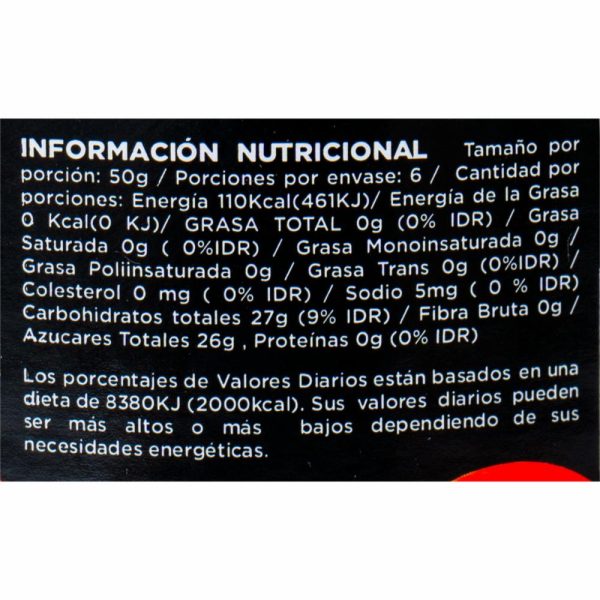 INFORMACIÓN NUTRICIONAL Tamaño por
porción: 50g / Porciones por envase: 6 / Cantidad por
porciones: Energía 110Kcal(461KJ)/ Energía de la Grasa
0 Kcal(0 KJ)/ GRASA TOTAL 0g (0% IDR) / Grasa
Saturada 0g ( 0%IDR) / Grasa Monoinsaturada 0g /
Grasa Poliinsaturada 0g / Grasa Trans 0g (0%IDR) /
Colesterol 0 mg ( 0% IDR) / Sodio 5mg ( 0 % IDR)
Carbohidratos totales 27g (9% IDR) / Fibra Bruta 0g /
Azucares Totales 26g , Proteínas 0g (0% IDR)
Los porcentajes de Valores Diarios están basados en una
dieta de 8380KJ (2000kcal). Sus valores diarios pueden
ser más altos o más bajos dependiendo de sus
necesidades energéticas.